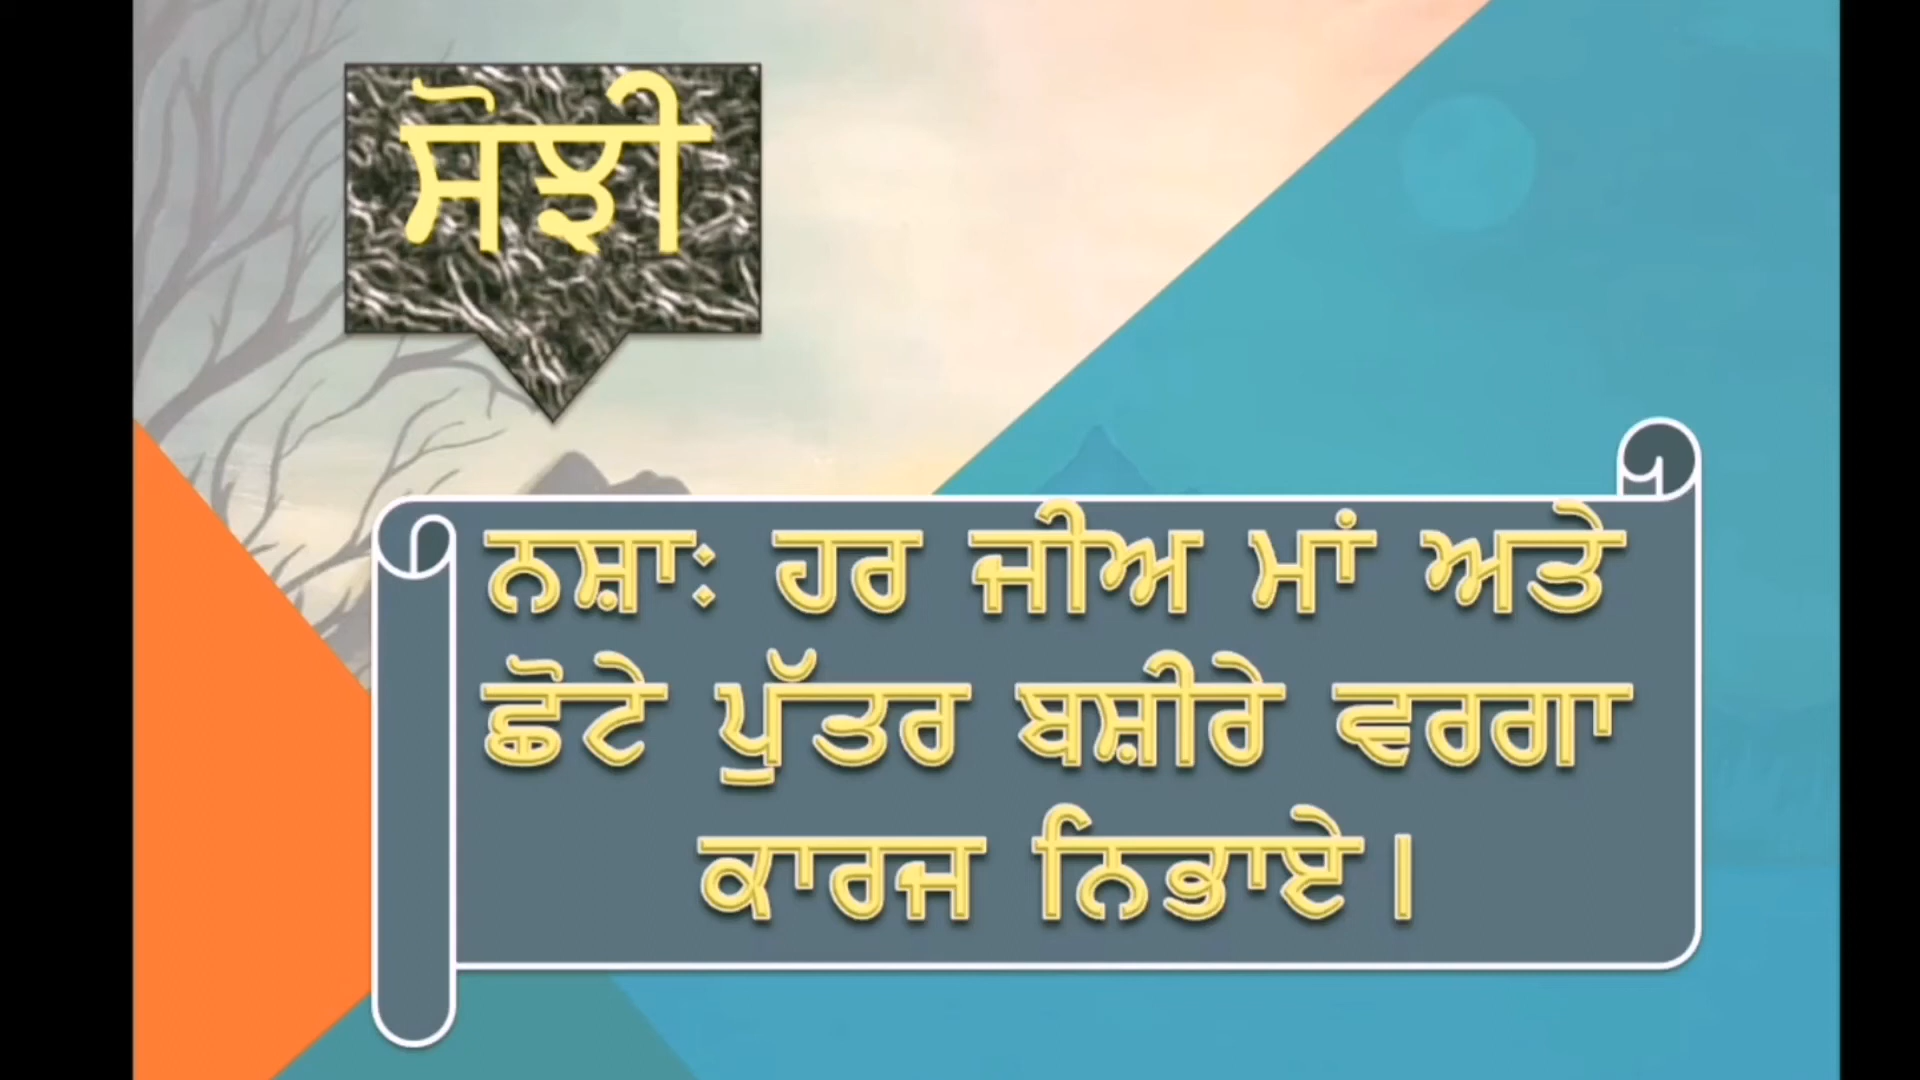 ਸੋਝੀ
ਨਸ਼ਾਃ ਹਰ ਜੀਅ ਮਾਂ ਅਤੇ
ਛੋਟੇ ਪੁੱਤਰ ਬਸ਼ੀਰੇ ਵਰਗਾ
ਕਾਰਜ ਨਿਭਾਏ।